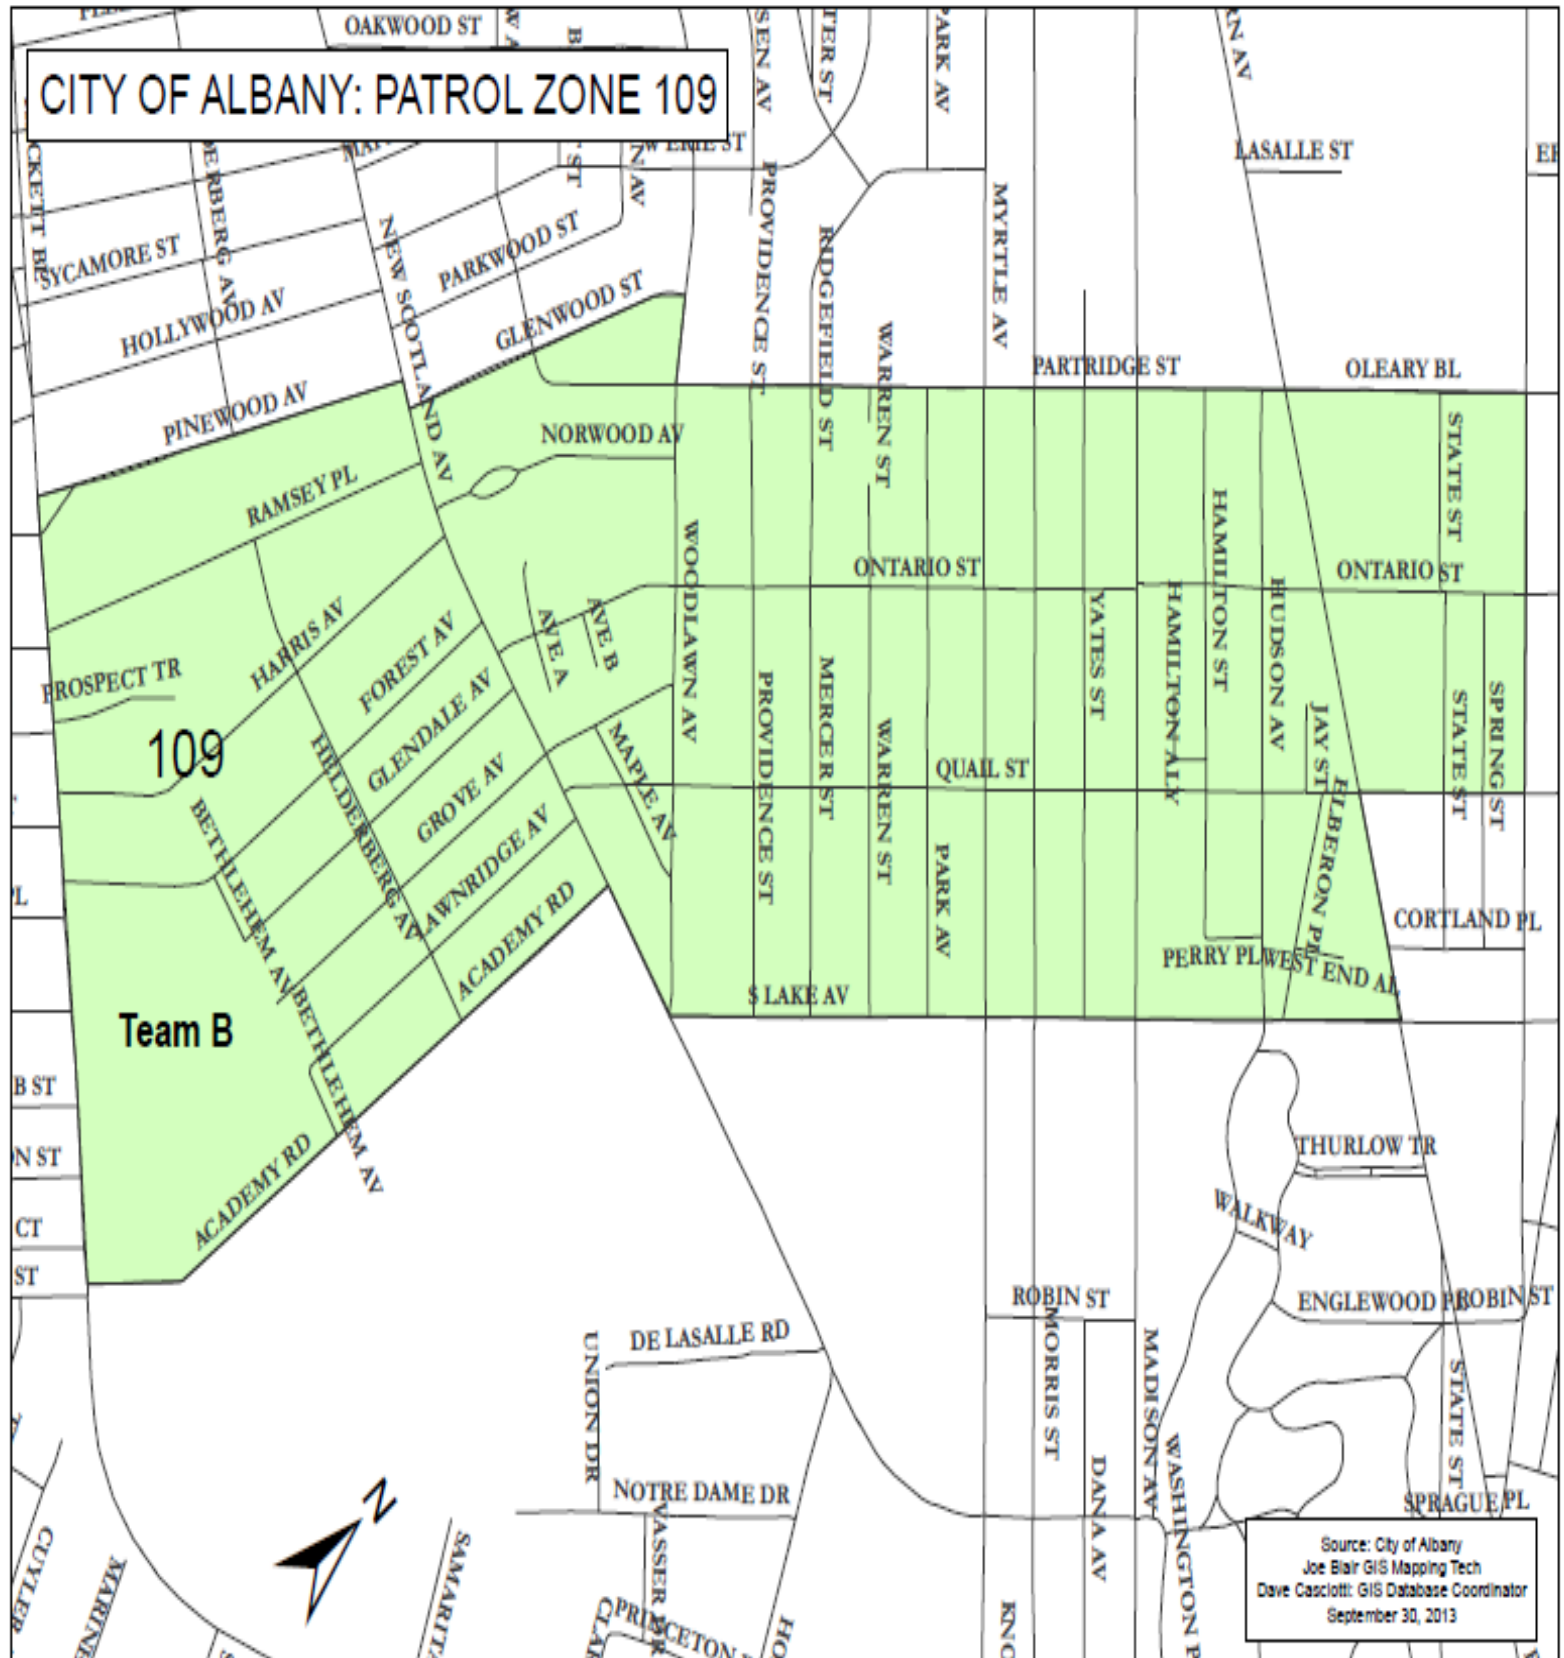 OAKWOOD ST
CITY OF ALBANY: PATROL ZONE 109
W ERIE ST
LASALLE ST
PARK AV
SYCAMORE ST
HOLLYWOOD AV
PINEWOOD AV
NEW SCOTLAND AV
PARKWOOD ST
GLENWOOD ST
PROVIDENCE ST
RIDGEFIELD ST
WARREN ST
MYRTLE AV
PARTRIDGE ST
OLEARY BL
NORWOOD AV
RAMSEY PL
STATE ST
HAMILTON ST
WOODLAWN AV
ONTARIO ST
ONTARIO ST
HARRIS AV
FOREST AV
AVE A
AVE B
YATES ST
HAMILTON ALY
HUDSON AV
PROSPECT TR
109
GLENDALE AV
HELDERBERG AV
GROVE AV
MAPLE AV
PROVIDENCE ST
MERCER ST
WARREN ST
QUAIL ST
JAY ST
STATE ST
SPRING ST
ELBERON PL
BETHLEHEM AV
LAWNRIDGE AV
PARK AV
ACADEMY RD
CORTLAND PL
PERRY PL
WEST END AL
S LAKE AV
Team B
BETHLEHEM AV
B ST
N ST
CT
ST
ACADEMY RD
THURLOW TR
WALKWAY
ROBIN ST
ENGLEWOOD PL
ROBIN ST
UNION DR
DE LASALLE RD
MORRIS ST
MADISON AV
STATE ST
DANA AV
NOTRE DAME DR
SPRAGUE PL
N
Source: City of Albany
Joe Blair GIS Mapping Tech
Dave Casciotti: GIS Database Coordinator
September 30, 2013